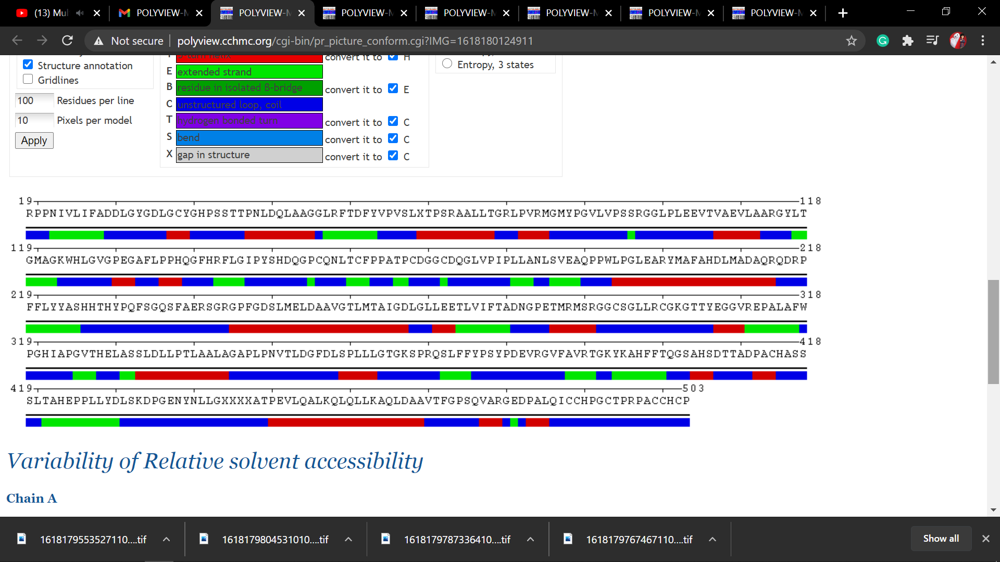 (13) Mul POLYVIEW-M POLYVIEW-M POLYVIEW-M POLYVIEW-M POLYVIEW-M POLYVIEW-M POLYVIEW-M
Not secure polyview.cchmc.org/cgi-bin/pr_picture_conform.cgi?IMG=1618180124911
convert it to H
Structure annotation
E extended strand
Entropy, 3 states
Gridlines
B residue in isolated β-bridge convert it to E
100 Residues per line
C unstructured loop, coil
10 Pixels per model
T hydrogen bonded turn convert it to C
Apply
S bend convert it to C
X gap in structure convert it to C
19 118
RPPNIVLIFADDLGYGDLGCYGHPSSTTPNLDQLAAGGLRFTDFYVPVSLXTPSRAALLTGRLPVRMGMYPGVLVPSSRGGLPLEEVTVAEVLAARGYLT
119 218
GMAGKWHLGVGPEGAFLPPHQGFHRFLGIPYSHDQGPCQNLTCFPPATPCDGGCDQGLVPIPLLANLSVEAQPPWLPGLEARYMAFAHDLMADAQRQDRP
219 318
FFLYYASHHTHYPQFSGQSFAERSGRGPFGDSLMELDAAVGTLMTAIGDLGLLEETLVIFTADNGPETMRMSRGGCSGLLRCGKGTTYEGGVREPALAFW
319 418
PGHIAPGVTHELASSLDLLPTLAALAGAPLPNVTLDGFDLSPLLLGTGKSPRQSLFFYPSYPDEVRGVFAVRTGKYKAHFFTQGSAHSDTTADPACHASS
419 503
SLTAHEPPLLYDLSKDPGENYNLLGXXXXATPEVLQALKQLQLLKAQLDAAVTFGPSQVARGEDPALQICCHPGCTPRPACCHCP
Variability of Relative solvent accessibility
Chain A
1618179553527110....tif 1618179804531010....tif 1618179787336410....tif 1618179767467110....tif Show all